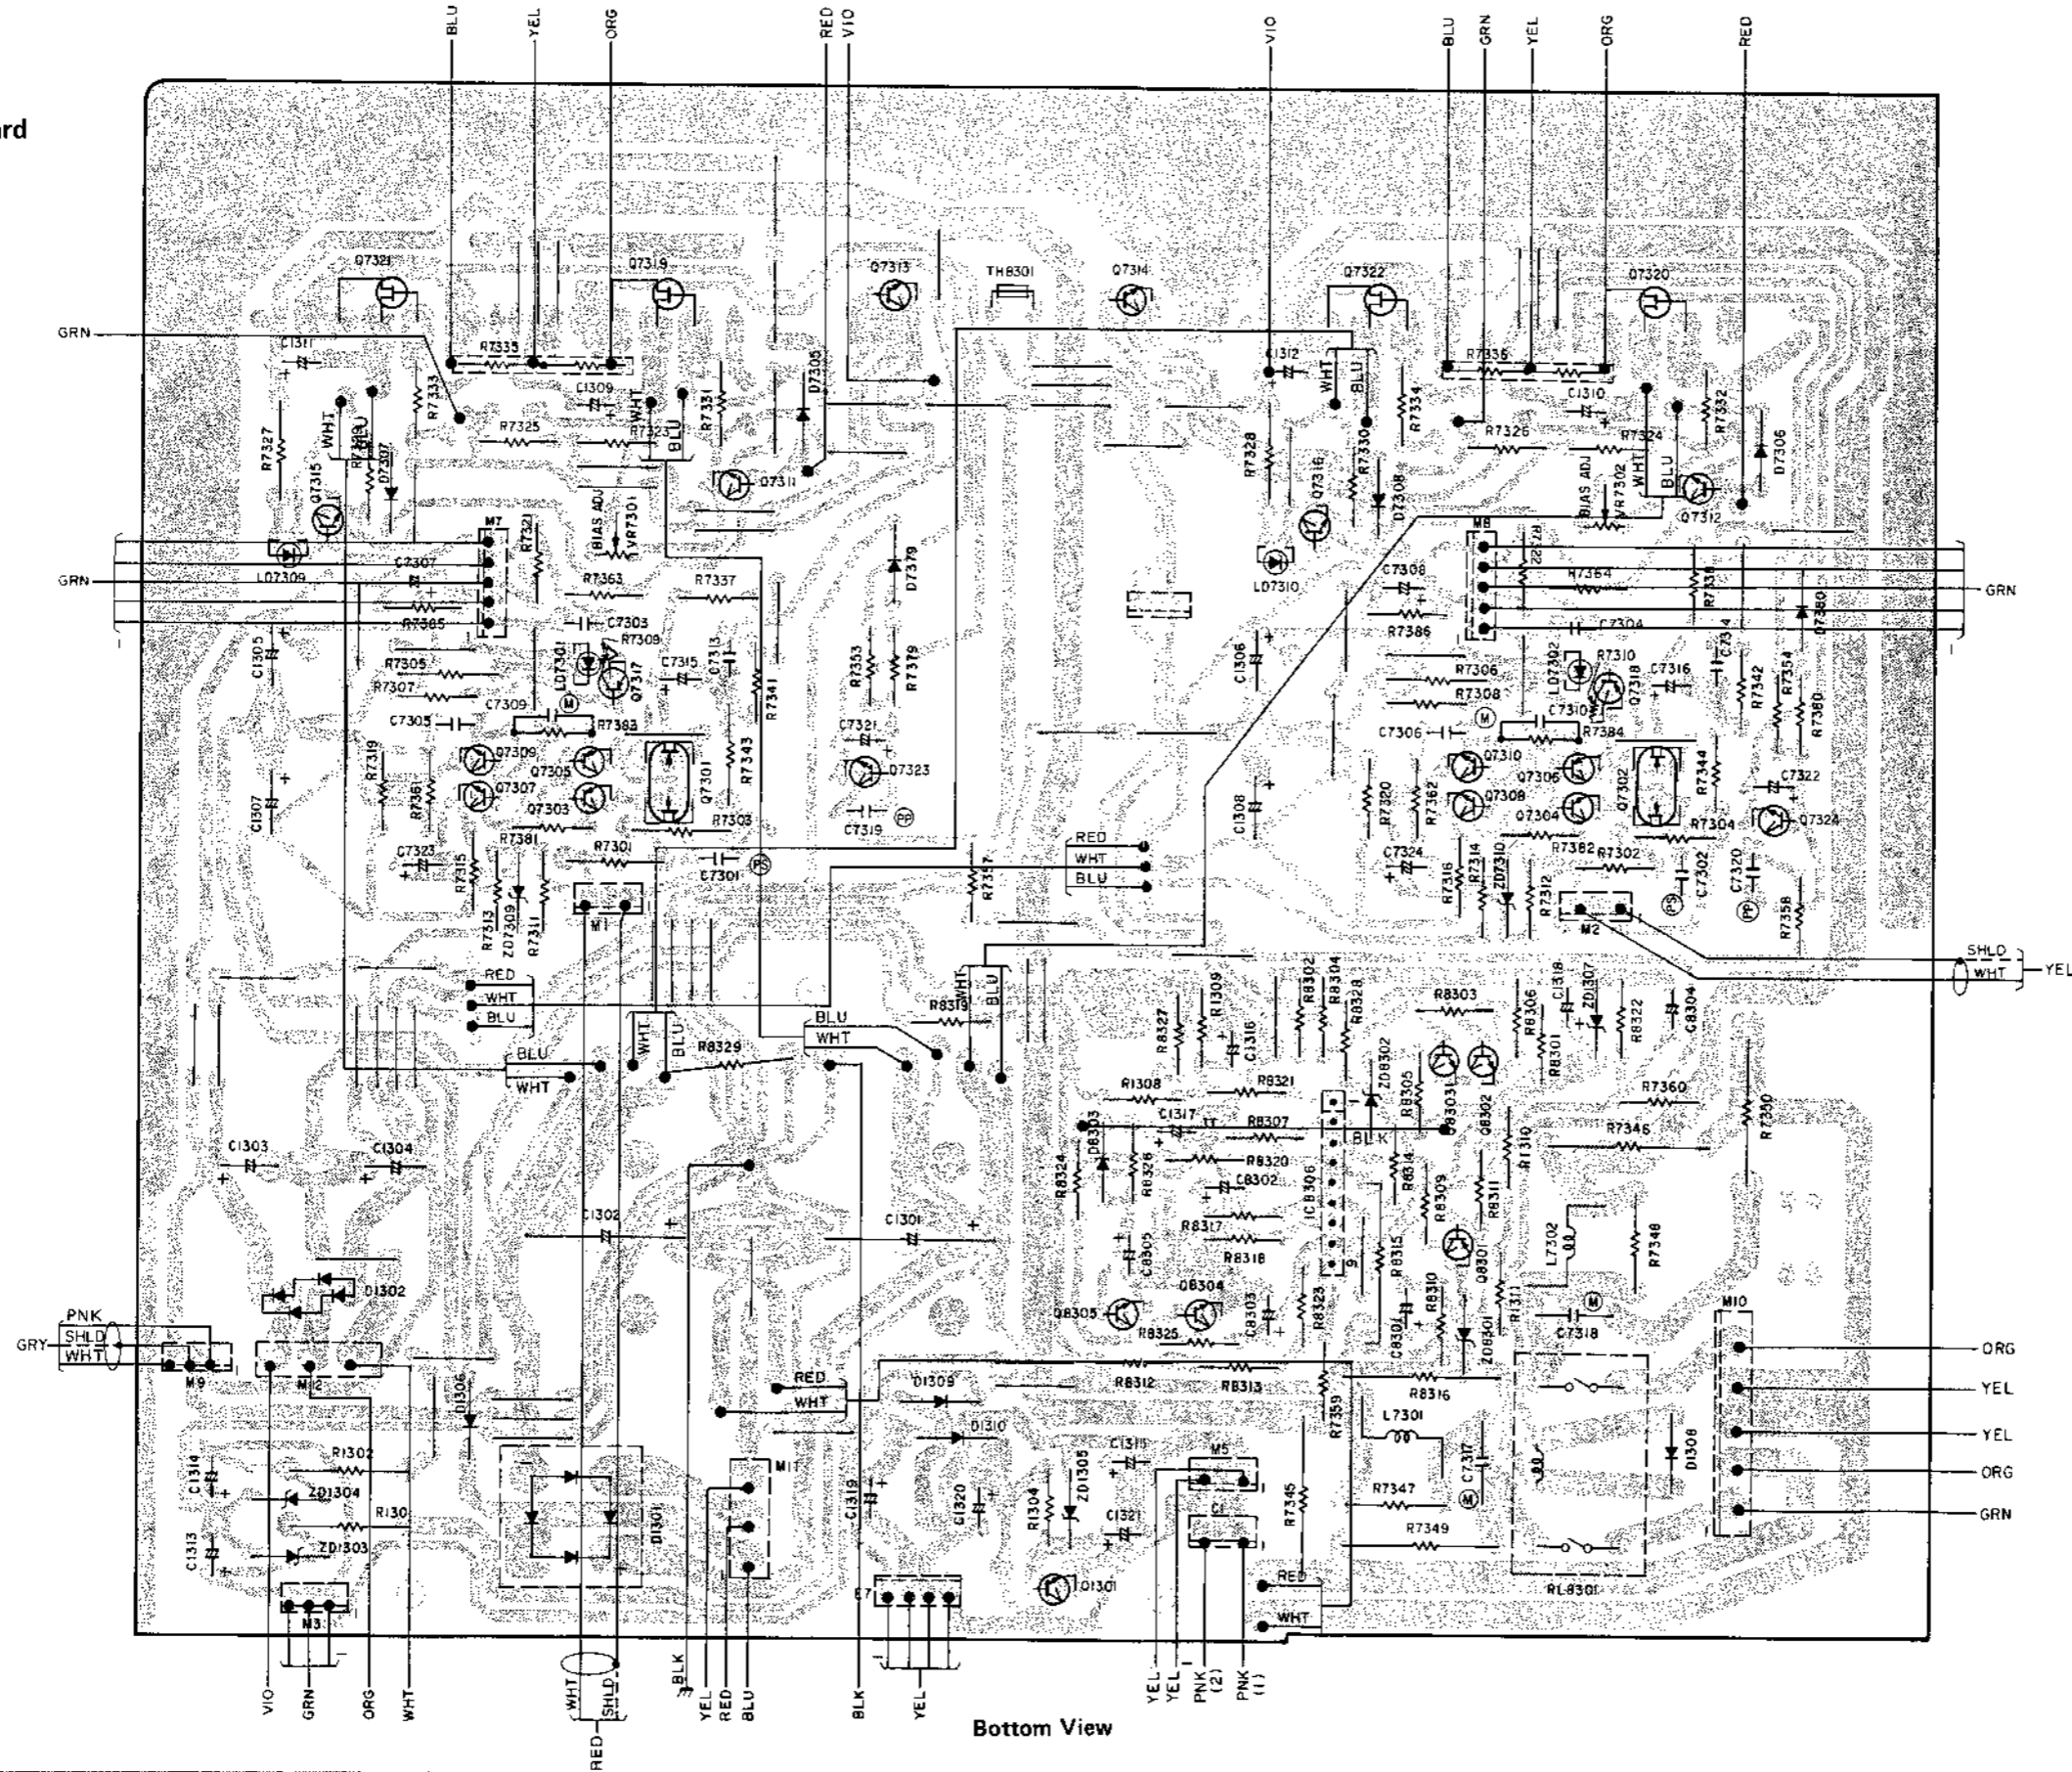 BLU
YEL
ORG
RED
VIO
VIO
BLU
GRN
YEL
ORG
RED
Q7321
Q7319
Q7313
TH8301
Q7314
Q7322
Q7320
GRN
C1311
R7335
D7305
C1312
R7336
R7333
C1309
WHT
R7331
WHT
BLU
R7334
C1310
R7332
R7327
WHT
BLU
D7307
R7325
R7323
BLU
R7328
R7330
R7326
R7324
WHT
BLU
D7306
Q7315
Q7311
Q7316
D7308
BIAS ADJ
VR7302
Q7312
M7
R7321
BIAS ADJ
VR7301
M8
LD7309
C7307
D7379
LD7310
C7308
GRN
R7363
R7337
R7364
R7338
GRN
R7385
C7303
R7386
C7304
D7380
C1305
R7309
C7313
C1306
R7310
R7305
LD7301
Q7317
C7315
R7353
R7379
R7306
LD7302
Q7318
C7316
R7342
R7354
R7307
R7341
R7308
R7380
C7309
M
C7310
C7305
R7383
C7321
C7306
M
R7384
R7319
Q7309
R7343
Q7310
R7344
Q7305
Q7301
Q7323
Q7306
Q7302
C7322
C1307
R7361
Q7307
C1308
R7320
R7362
Q7308
Q7303
R7303
C7319
PP
Q7304
R7304
Q7324
R7381
R7301
RED
R7382
C7323
R7315
C7301
PS
R7357
WHT
C7324
R7316
R7314
ZD7310
R7302
C7302
C7320
BLU
R7312
R7313
ZD7309
R7311
M1
M2
PS
PP
R7358
SHLD
WHT
YEL
RED
WHT
BLU
WHT
BLU
R8319
R8327
R1309
R8302
R8304
R8328
R8303
R8306
C1318
ZD1307
R8322
C8304
BLU
WHT
WHT
BLU
R8329
C1316
R8301
BLU
WHT
R1308
R8321
ZD8302
R8305
Q8303
Q8302
R7360
R7350
C1317
R8307
BLK
R1310
R7346
C1303
C1304
D8303
R8324
R8326
R8320
C8302
IC8306
R8314
R8309
R8311
C1302
C1301
R8317
L7302
R7348
C8305
R8318
9
R8315
Q8301
D1302
Q8305
Q8304
C8303
R8323
C8301
R8310
R1311
M
C7318
M10
PNK
GRY
SHLD
WHT
R8325
ZD8301
ORG
M9
M12
D1306
RED
WHT
D1309
R8312
R8313
R7359
R8316
YEL
D1310
L7301
YEL
C1314
R1302
M11
C1315
M5
C7317
D1308
ORG
ZD1304
C1319
C1320
R1304
ZD1305
R7345
R7347
M
R130
D1301
C1321
C1
GRN
C1313
ZD1303
R7349
E7
Q1301
RED
RL8301
M3
WHT
VIO
GRN
ORG
WHT
WHT
SHLD
RED
BLK
YEL
RED
BLU
BLK
YEL
YEL
YEL
PNK
(2)
PNK
(1)
Bottom View